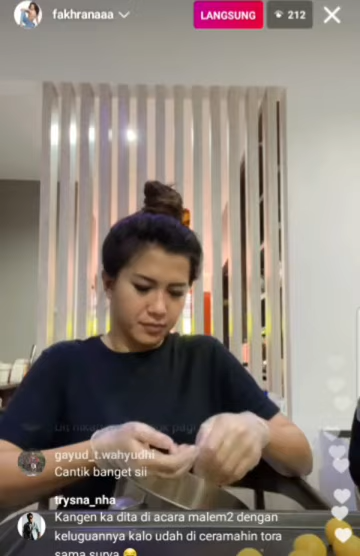 fakhranaaa
LANGSUNG
212
gayud_t.wahyudhi
Cantik banget sii
trysna_nha
Kangen ka dita di acara malem2 dengen
keluguannya kalo udah di ceramahin tora
sama surya 😂